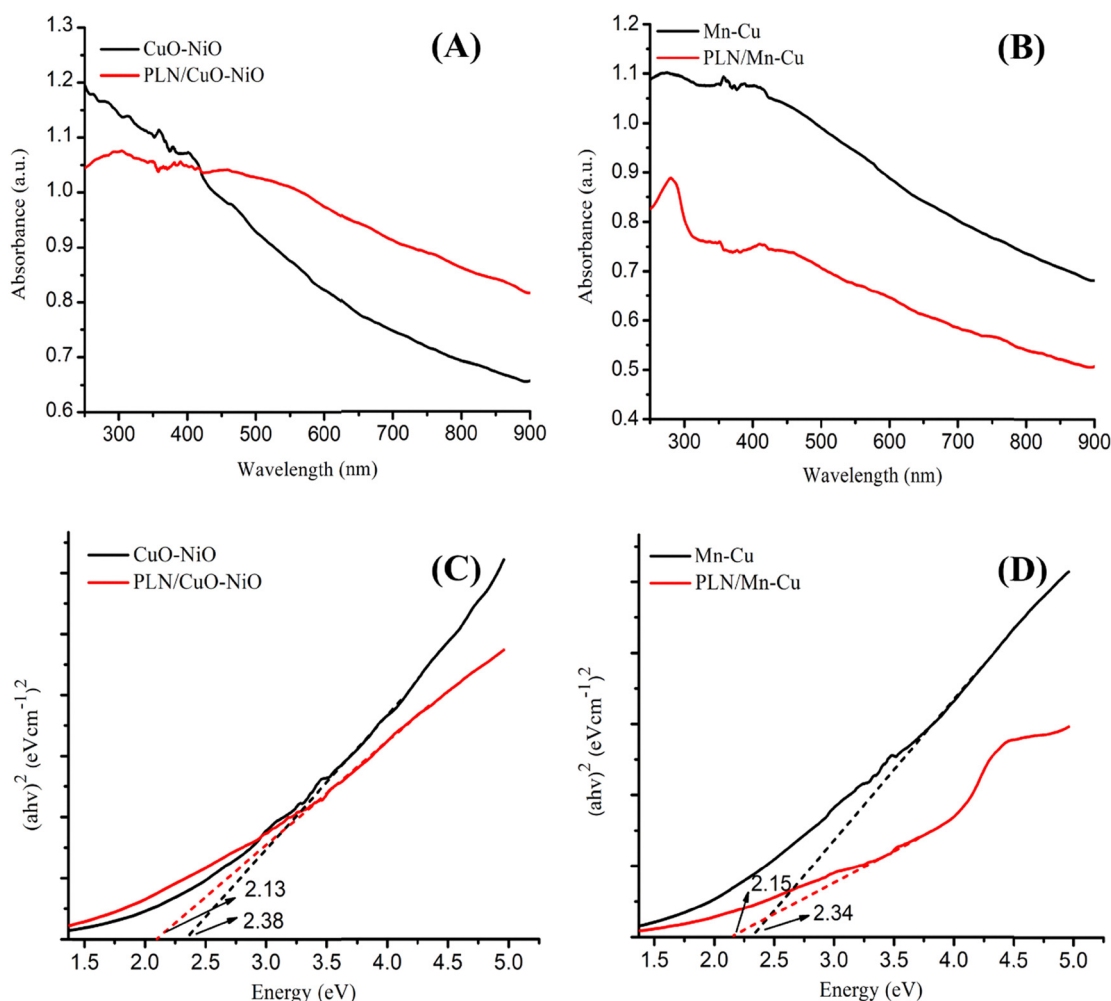 (A)
CuO-NiO
PLN/CuO-NiO
1.3
1.2
1.1
1.0
0.9
0.8
0.7
0.6
Absorbance (a.u.)
300 400 500 600 700 800 900
Wavelength (nm)
(B)
Mn-Cu
PLN/Mn-Cu
1.2
1.1
1.0
0.9
0.8
0.7
0.6
0.5
0.4
Absorbance (a.u.)
300 400 500 600 700 800 900
Wavelength (nm)
(C)
CuO-NiO
PLN/CuO-NiO
(ahv)² (eVcm⁻¹)²
2.13
2.38
1.5 2.0 2.5 3.0 3.5 4.0 4.5 5.0
Energy (eV)
(D)
Mn-Cu
PLN/Mn-Cu
(ahv)² (eVcm⁻¹)²
2.15
2.34
1.5 2.0 2.5 3.0 3.5 4.0 4.5 5.0
Energy (eV)